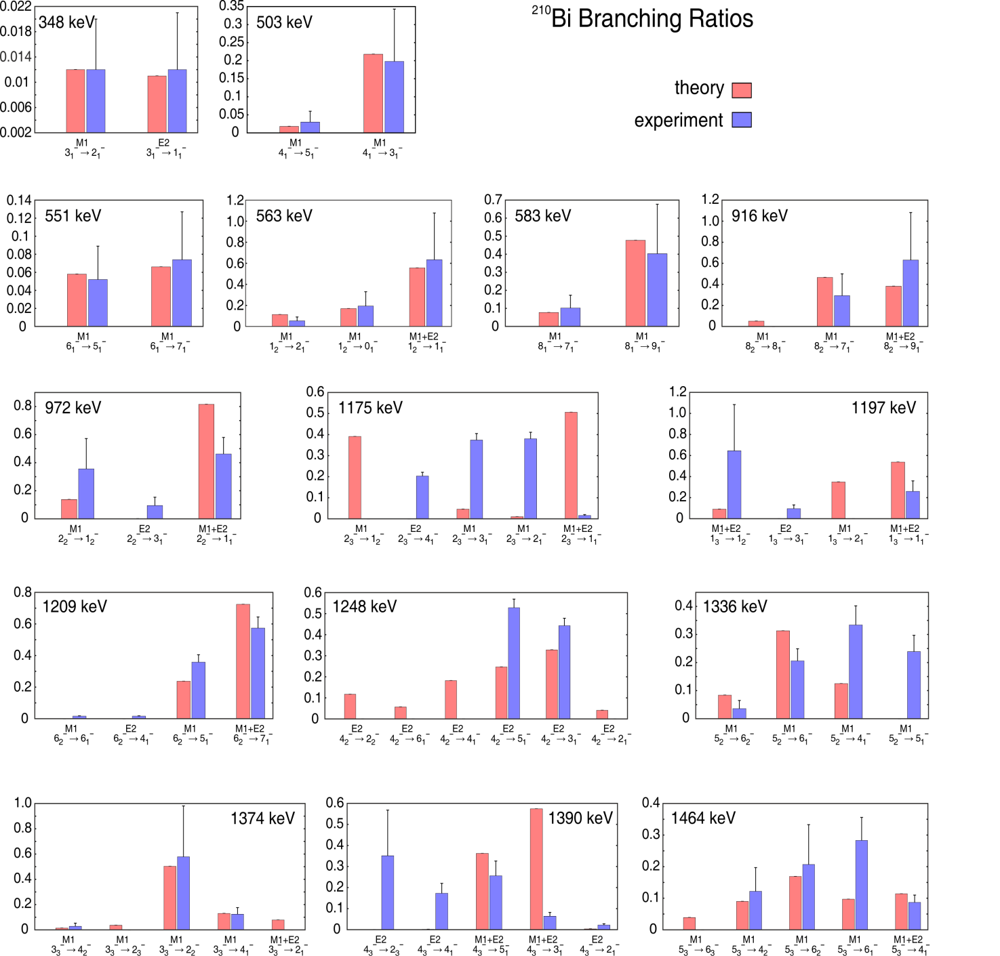 ²¹⁰Bi Branching Ratios
theory
experiment
348 keV
0.022
0.018
0.014
0.01
0.006
0.002
M1 E2
3₁⁻→2₁⁻ 3₁⁻→1₁⁻
503 keV
0.35
0.3
0.25
0.2
0.15
0.1
0.05
0
M1 M1
4₁⁻→5₁⁻ 4₁⁻→3₁⁻
551 keV
0.14
0.12
0.1
0.08
0.06
0.04
0.02
0
M1 M1
6₁⁻→5₁⁻ 6₁⁻→7₁⁻
563 keV
1.2
1.0
0.8
0.6
0.4
0.2
0
M1 M1 M1+E2
1₂⁻→2₁⁻ 1₂⁻→0₁⁻ 1₂⁻→1₁⁻
583 keV
0.7
0.6
0.5
0.4
0.3
0.2
0.1
0
M1 M1
8₁⁻→7₁⁻ 8₁⁻→9₁⁻
916 keV
1.2
1.0
0.8
0.6
0.4
0.2
0
M1 M1 M1+E2
8₂⁻→8₁⁻ 8₂⁻→7₁⁻ 8₂⁻→9₁⁻
972 keV
0.8
0.6
0.4
0.2
0
M1 E2 M1+E2
2₂⁻→1₂⁻ 2₂⁻→3₁⁻ 2₂⁻→1₁⁻
1175 keV
0.6
0.5
0.4
0.3
0.2
0.1
0
M1 E2 M1 M1 M1+E2
2₃⁻→1₂⁻ 2₃⁻→4₁⁻ 2₃⁻→3₁⁻ 2₃⁻→2₁⁻ 2₃⁻→1₁⁻
1197 keV
1.2
1.0
0.8
0.6
0.4
0.2
0
M1+E2 E2 M1 M1+E2
1₃⁻→1₂⁻ 1₃⁻→3₁⁻ 1₃⁻→2₁⁻ 1₃⁻→1₁⁻
1209 keV
0.8
0.6
0.4
0.2
0
M1 E2 M1 M1+E2
6₂⁻→6₁⁻ 6₂⁻→4₁⁻ 6₂⁻→5₁⁻ 6₂⁻→7₁⁻
1248 keV
0.6
0.5
0.4
0.3
0.2
0.1
0
E2 E2 E2 E2 E2 E2
4₂⁻→2₂⁻ 4₂⁻→6₁⁻ 4₂⁻→4₁⁻ 4₂⁻→5₁⁻ 4₂⁻→3₁⁻ 4₂⁻→2₁⁻
1336 keV
0.4
0.3
0.2
0.1
0
M1 M1 M1 M1
5₂⁻→6₂⁻ 5₂⁻→6₁⁻ 5₂⁻→4₁⁻ 5₂⁻→5₁⁻
1374 keV
1.0
0.8
0.6
0.4
0.2
0
M1 M1 M1 M1 M1+E2
3₃⁻→4₂⁻ 3₃⁻→2₃⁻ 3₃⁻→2₂⁻ 3₃⁻→4₁⁻ 3₃⁻→2₁⁻
1390 keV
0.6
0.5
0.4
0.3
0.2
0.1
0
E2 E2 M1+E2 M1+E2 E2
4₃⁻→2₃⁻ 4₃⁻→4₁⁻ 4₃⁻→5₁⁻ 4₃⁻→3₁⁻ 4₃⁻→2₁⁻
1464 keV
0.4
0.3
0.2
0.1
0
M1 M1 M1 M1 M1+E2
5₃⁻→6₃⁻ 5₃⁻→4₂⁻ 5₃⁻→6₂⁻ 5₃⁻→6₁⁻ 5₃⁻→4₁⁻